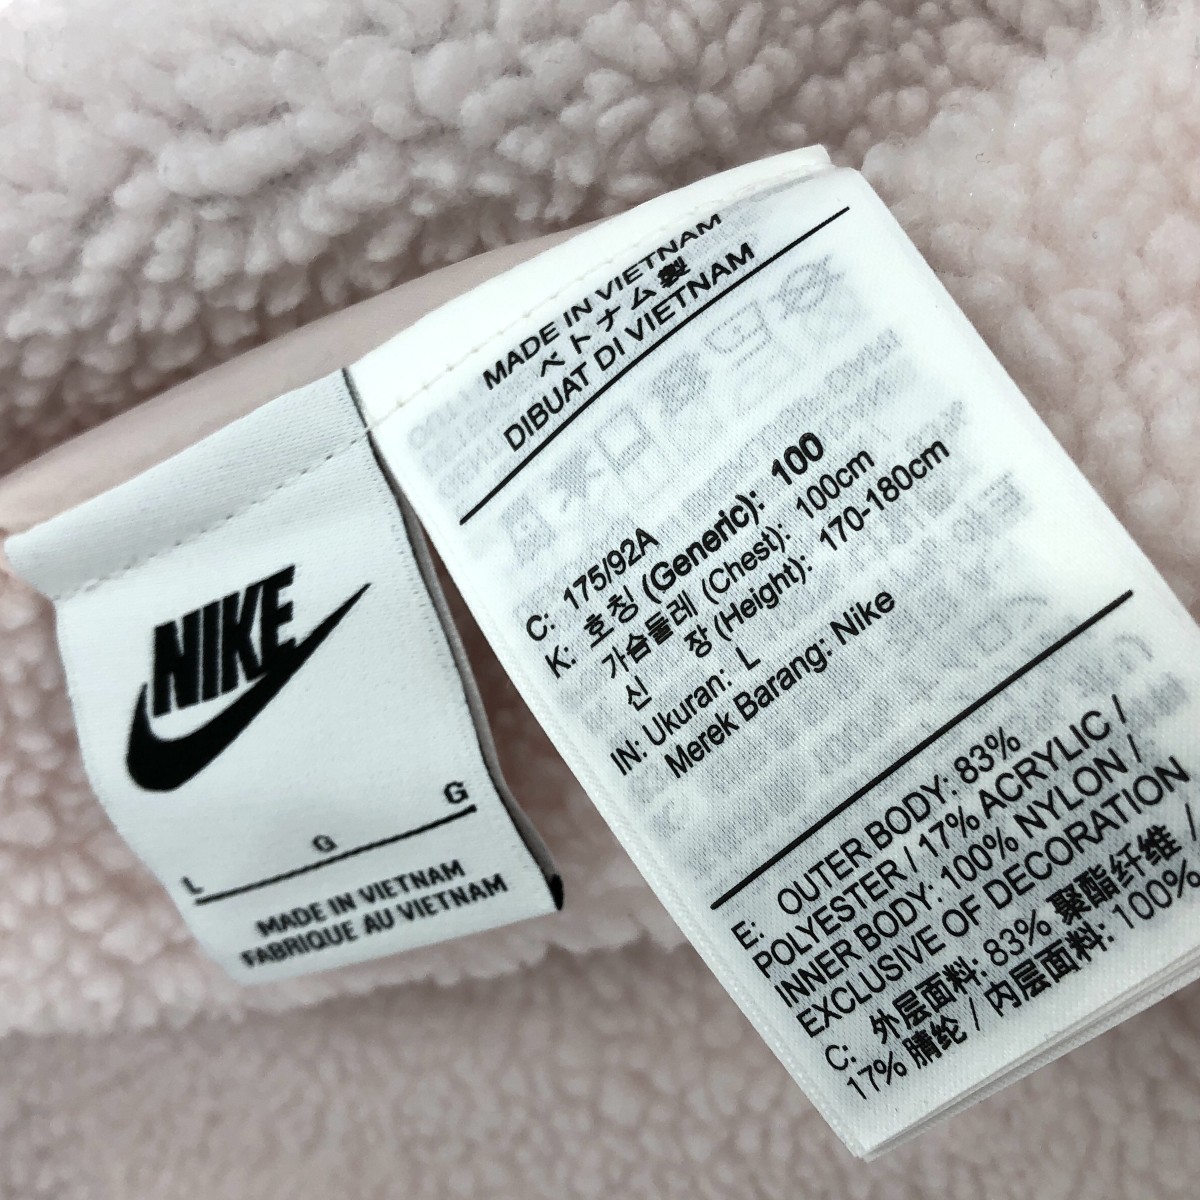 NIKE
L G G
MADE IN VIETNAM
FABRIQUE AU VIETNAM
MADE IN VIETNAM
ベトナム製
DIBUAT DI VIETNAM
C: 175/92A
K: 호칭 (Generic): 100
가슴둘레 (Chest): 100cm
신 장 (Height): 170-180cm
IN: Ukuran: L
Merek Barang: Nike
E: OUTER BODY: 83%
POLYESTER / 17% ACRYLIC /
INNER BODY: 100% NYLON /
EXCLUSIVE OF DECORATION
C: 外层面料: 83% 聚酯纤维 /
17% 腈纶 / 内层面料: 100%